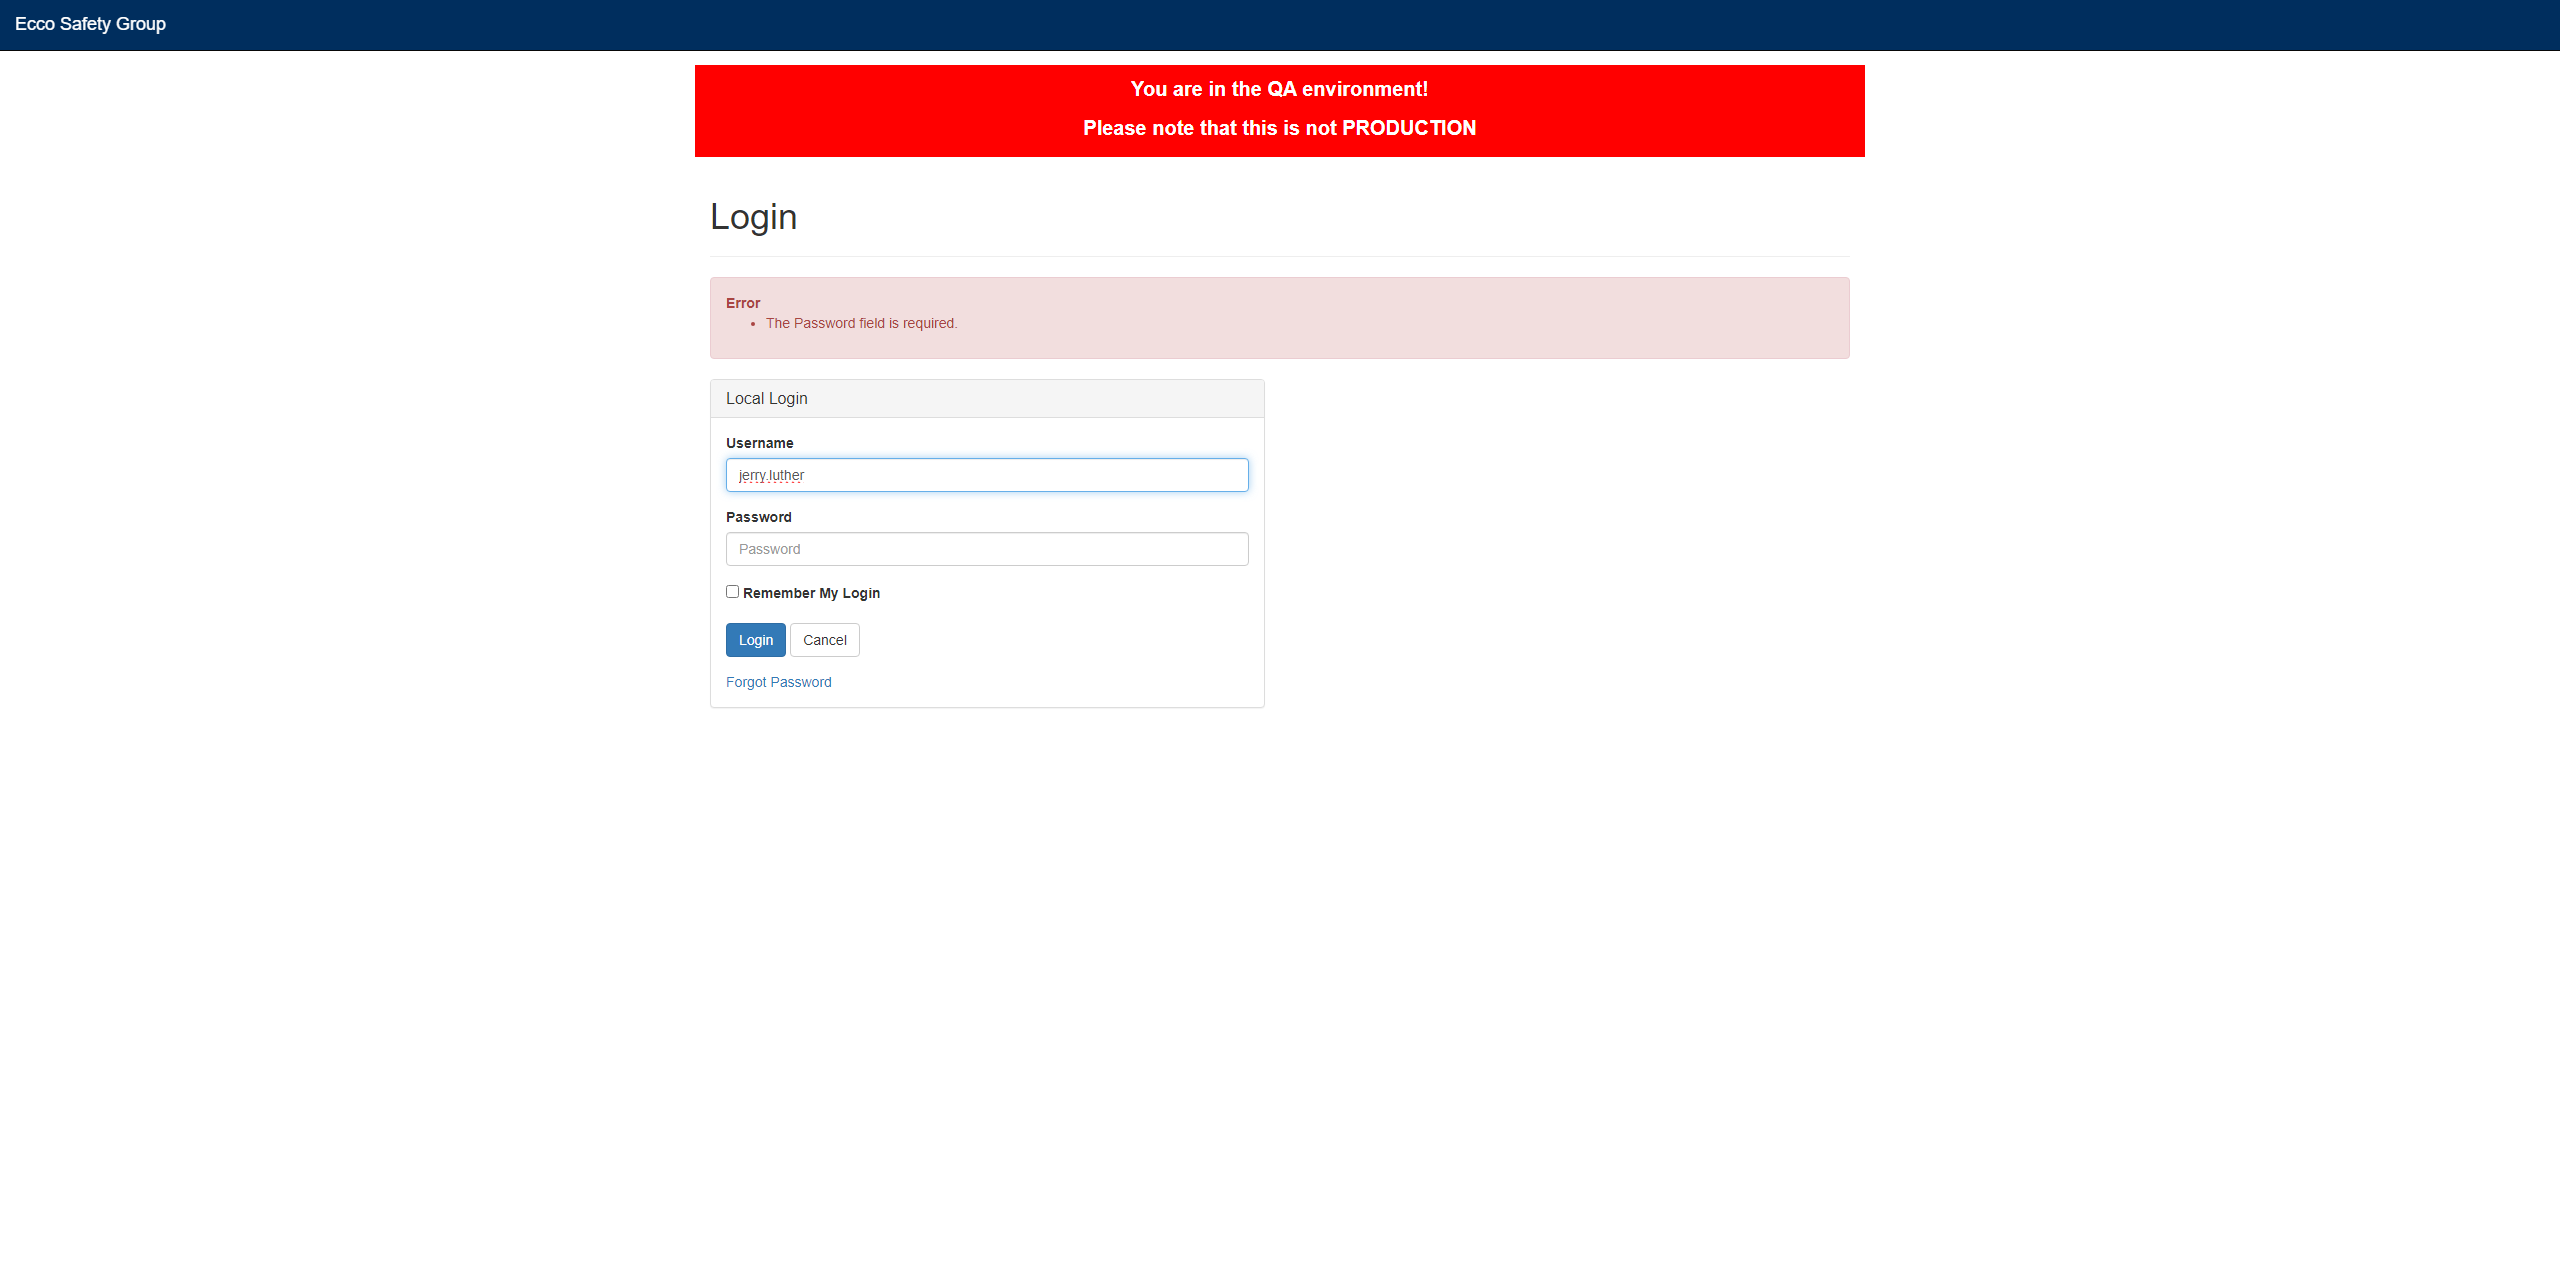 Ecco Safety Group
You are in the QA environment!
Please note that this is not PRODUCTION
Login
Error
The Password field is required.
Local Login
Username
jerry.luther
Password
Password
Remember My Login
Login Cancel
Forgot Password